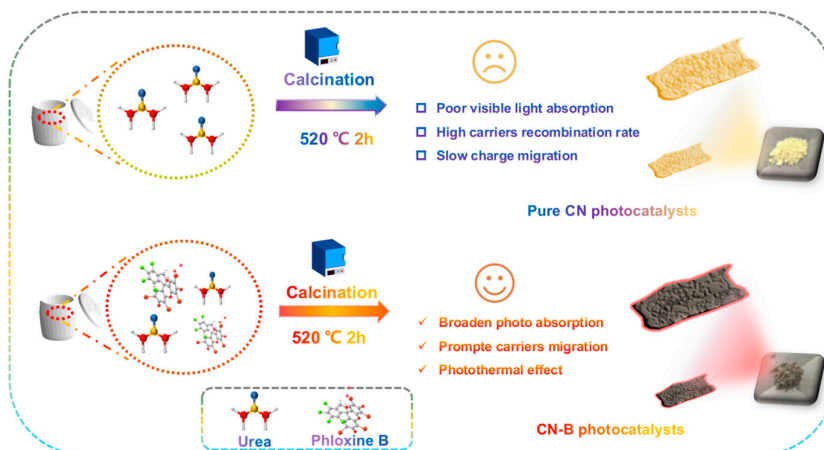 Calcination
520 ℃ 2h
Poor visible light absorption
High carriers recombination rate
Slow charge migration
Pure CN photocatalysts
Calcination
520 ℃ 2h
Broaden photo absorption
Prompte carriers migration
Photothermal effect
CN-B photocatalysts
Urea
Phloxine B